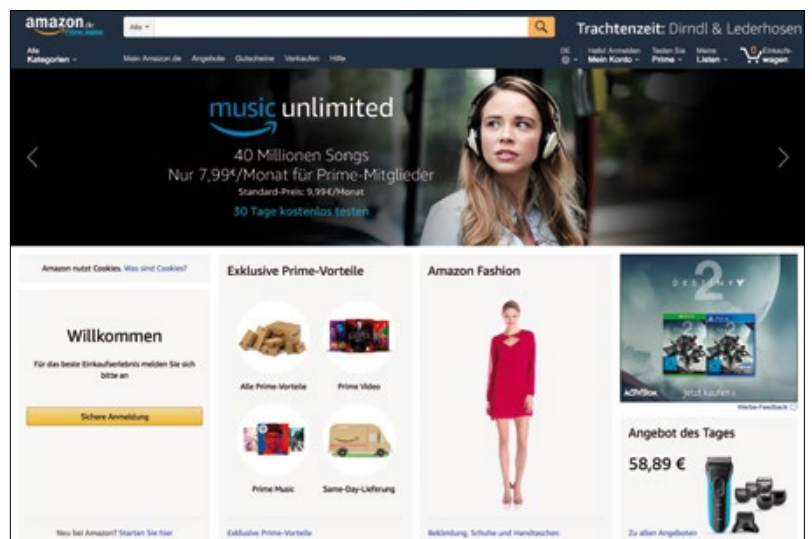 amazon.de
Prime testen
Alle
Trachtenzeit: Dirndl & Lederhosen
Alle
Kategorien
Mein Amazon.de Angebote Gutscheine Verkaufen Hilfe
DE
Hallo! Anmelden
Mein Konto
Testen Sie
Prime
Meine
Listen
0
Einkaufs-
wagen
music unlimited
40 Millionen Songs
Nur 7,99€/Monat für Prime-Mitglieder
Standard-Preis: 9,99€/Monat
30 Tage kostenlos testen
Amazon nutzt Cookies. Was sind Cookies?
Willkommen
Für das beste Einkaufserlebnis melden Sie sich
bitte an
Sichere Anmeldung
Neu bei Amazon? Starten Sie hier
Exklusive Prime-Vorteile
Alle Prime-Vorteile
Prime Video
Prime Music
Same-Day-Lieferung
Exklusive Prime-Vorteile
Amazon Fashion
Bekleidung, Schuhe und Handtaschen
DESTINY
2
ACTIVISION
Jetzt kaufen
Werbe-Feedback
Angebot des Tages
58,89 €
Zu allen Angeboten